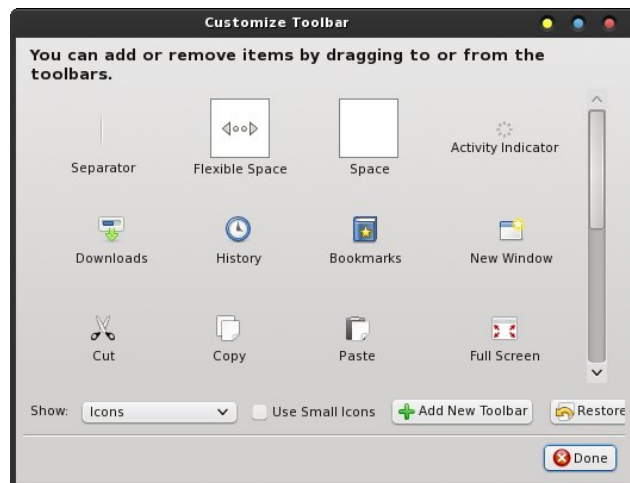 Customize Toolbar
You can add or remove items by dragging to or from the
toolbars.
Separator
Flexible Space
Space
Activity Indicator
Downloads
History
Bookmarks
New Window
Cut
Copy
Paste
Full Screen
Show:
Icons
Use Small Icons
Add New Toolbar
Restore
Done